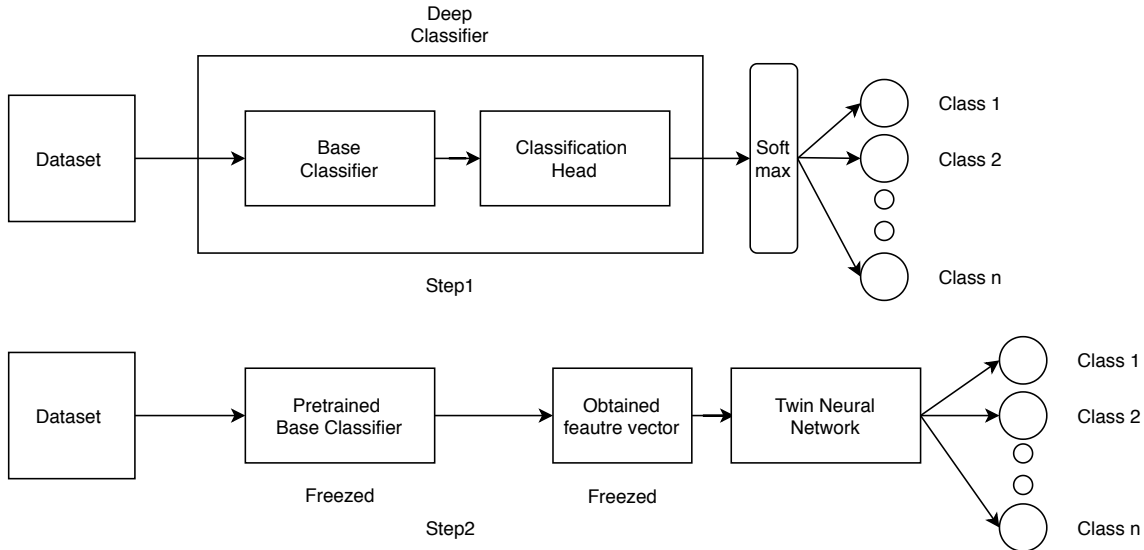 Deep
Classifier
Dataset
Base
Classifier
Classification
Head
Soft
max
Class 1
Class 2
Class n
Step1
Dataset
Pretrained
Base Classifier
Obtained
feautre vector
Twin Neural
Network
Class 1
Class 2
Class n
Freezed
Freezed
Step2